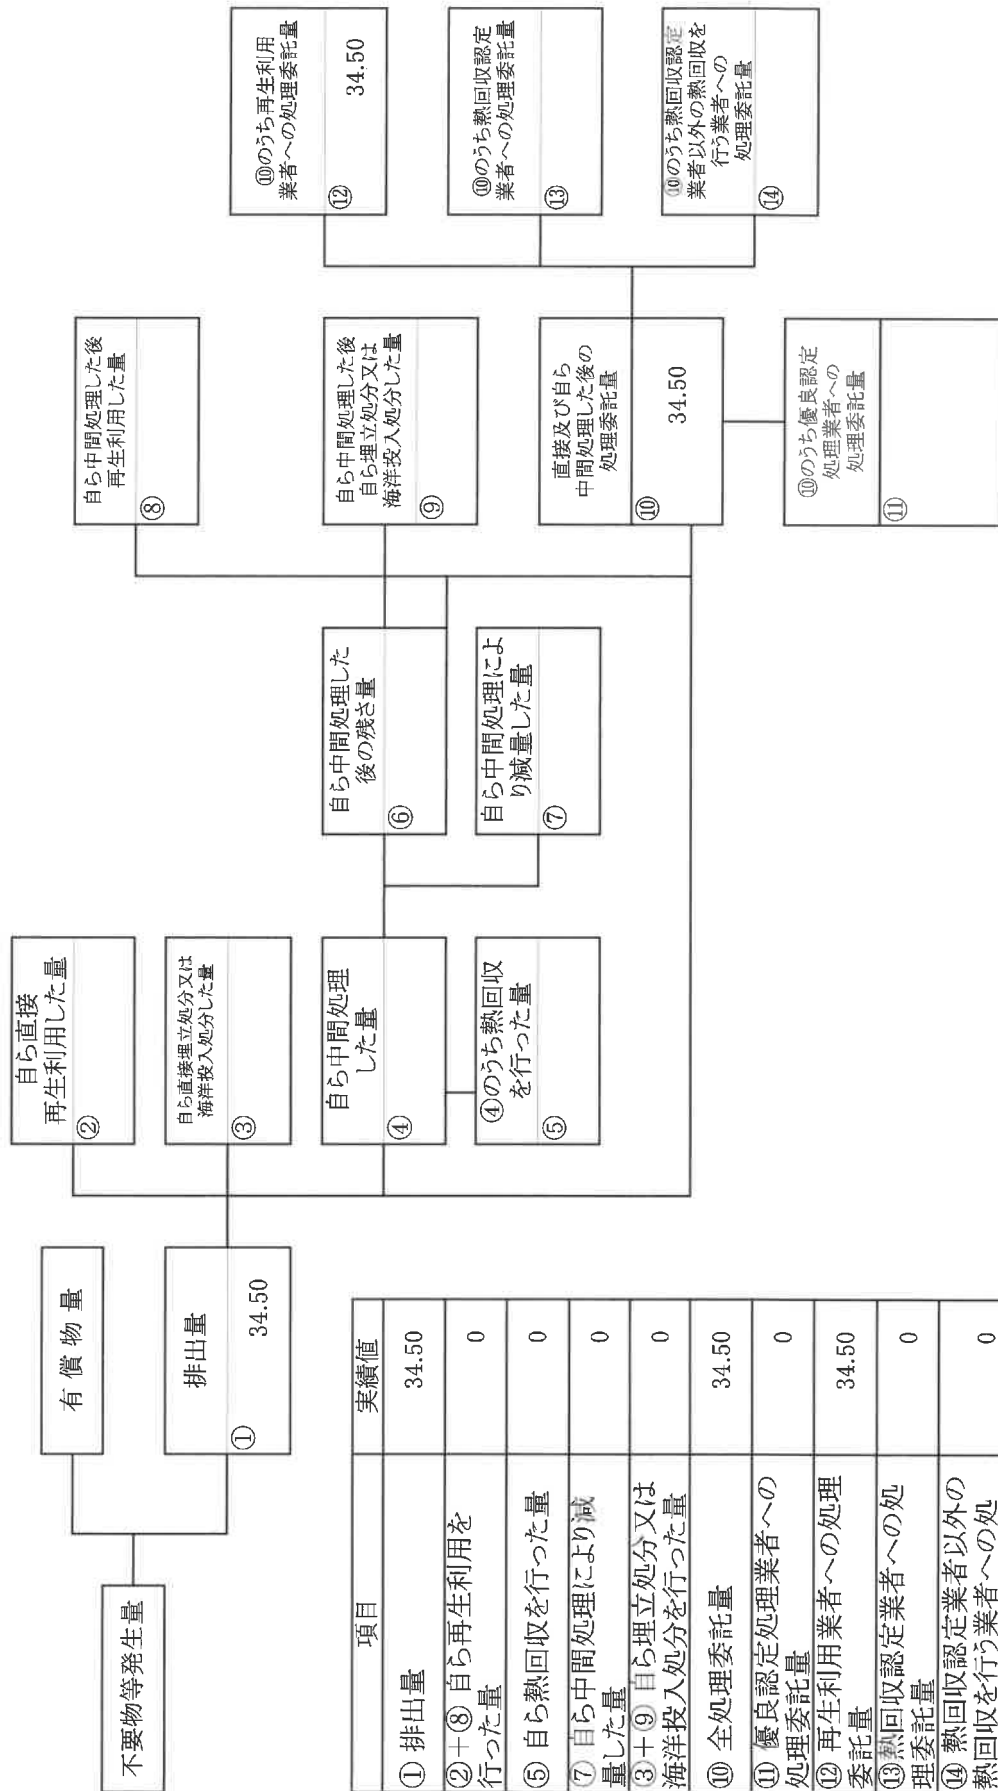 不要物等発生量
有償物量
排出量
①
34.50
自ら直接
再生利用した量
②
自ら直接埋立処分又は
海洋投入処分した量
③
自ら中間処理
した量
④
④のうち熱回収
を行った量
⑤
自ら中間処理した
後の残さ量
⑥
自ら中間処理によ
り減量した量
⑦
自ら中間処理した後
再生利用した量
⑧
自ら中間処理した後
自ら埋立処分又は
海洋投入処分した量
⑨
直接及び自ら
中間処理した後の
処理委託量
⑩
34.50
⑩のうち優良認定
処理業者への
処理委託量
⑪
⑩のうち再生利用
業者への処理委託量
⑫
34.50
⑩のうち熱回収認定
業者への処理委託量
⑬
⑩のうち熱回収認定
業者以外の熱回収を
行う業者への
処理委託量
⑭
項目 実績値
① 排出量 34.50
②+⑧ 自ら再生利用を
行った量 0
⑤ 自ら熱回収を行った量 0
⑦ 自ら中間処理により減
量した量 0
③+⑨ 自ら埋立処分又は
海洋投入処分を行った量 0
⑩ 全処理委託量 34.50
⑪ 優良認定処理業者への
処理委託量 0
⑫ 再生利用業者への処理
委託量 34.50
⑬ 熱回収認定業者への処
理委託量 0
⑭ 熱回収認定業者以外の
熱回収を行う業者への処 0